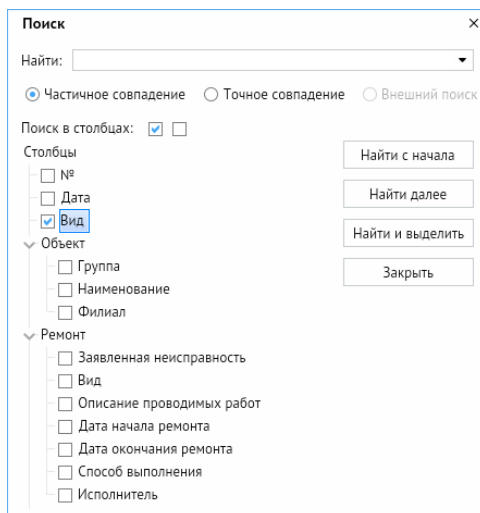 Поиск
Найти:
Частичное совпадение Точное совпадение Внешний поиск
Поиск в столбцах:
Столбцы
Найти с начала
№
Дата
Найти далее
Вид
Найти и выделить
Объект
Группа
Закрыть
Наименование
Филиал
Ремонт
Заявленная неисправность
Вид
Описание проводимых работ
Дата начала ремонта
Дата окончания ремонта
Способ выполнения
Исполнитель